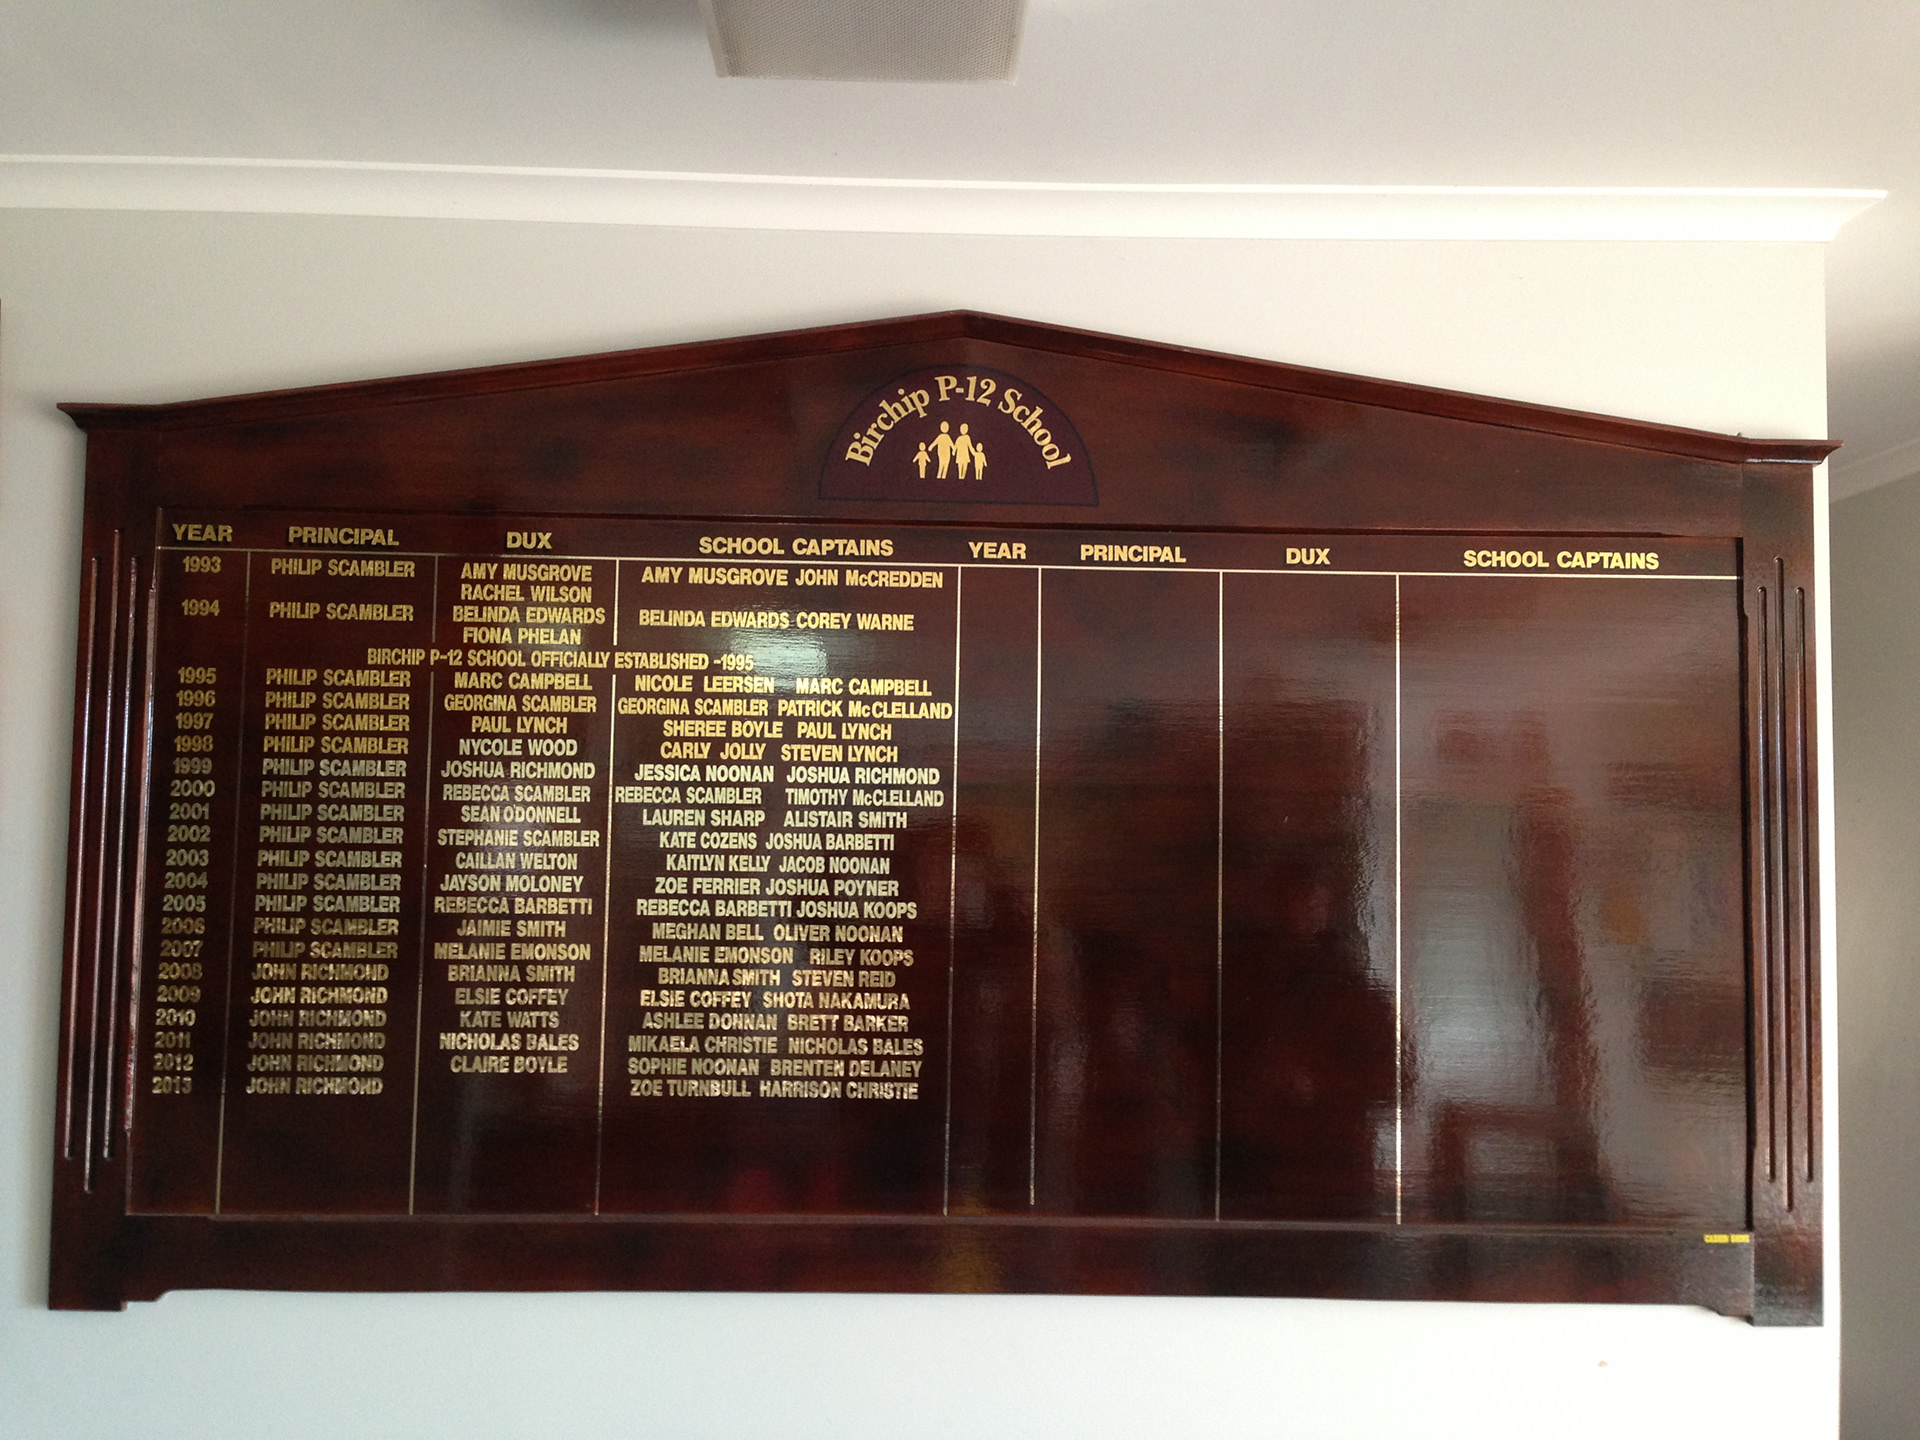 Birchip P-12 School
YEAR PRINCIPAL DUX SCHOOL CAPTAINS YEAR PRINCIPAL DUX SCHOOL CAPTAINS
1993 PHILIP SCAMBLER AMY MUSGROVE AMY MUSGROVE JOHN McCREDDEN
RACHEL WILSON
1994 PHILIP SCAMBLER BELINDA EDWARDS BELINDA EDWARDS COREY WARNE
FIONA PHELAN
BIRCHIP P-12 SCHOOL OFFICIALLY ESTABLISHED -1995
1995 PHILIP SCAMBLER MARC CAMPBELL NICOLE LEERSEN MARC CAMPBELL
1996 PHILIP SCAMBLER GEORGINA SCAMBLER GEORGINA SCAMBLER PATRICK McCLELLAND
1997 PHILIP SCAMBLER PAUL LYNCH SHEREE BOYLE PAUL LYNCH
1998 PHILIP SCAMBLER NYCOLE WOOD CARLY JOLLY STEVEN LYNCH
1999 PHILIP SCAMBLER JOSHUA RICHMOND JESSICA NOONAN JOSHUA RICHMOND
2000 PHILIP SCAMBLER REBECCA SCAMBLER REBECCA SCAMBLER TIMOTHY McCLELLAND
2001 PHILIP SCAMBLER SEAN O'DONNELL LAUREN SHARP ALISTAIR SMITH
2002 PHILIP SCAMBLER STEPHANIE SCAMBLER KATE COZENS JOSHUA BARBETTI
2003 PHILIP SCAMBLER CAILLAN WELTON KAITLYN KELLY JACOB NOONAN
2004 PHILIP SCAMBLER JAYSON MOLONEY ZOE FERRIER JOSHUA POYNER
2005 PHILIP SCAMBLER REBECCA BARBETTI REBECCA BARBETTI JOSHUA KOOPS
2006 PHILIP SCAMBLER JAIMIE SMITH MEGHAN BELL OLIVER NOONAN
2007 PHILIP SCAMBLER MELANIE EMONSON MELANIE EMONSON RILEY KOOPS
2008 JOHN RICHMOND BRIANNA SMITH BRIANNA SMITH STEVEN REID
2009 JOHN RICHMOND ELSIE COFFEY ELSIE COFFEY SHOTA NAKAMURA
2010 JOHN RICHMOND KATE WATTS ASHLEE DONNAN BRETT BARKER
2011 JOHN RICHMOND NICHOLAS BALES MIKAELA CHRISTIE NICHOLAS BALES
2012 JOHN RICHMOND CLAIRE BOYLE SOPHIE NOONAN BRENTEN DELANEY
2013 JOHN RICHMOND ZOE TURNBULL HARRISON CHRISTIE